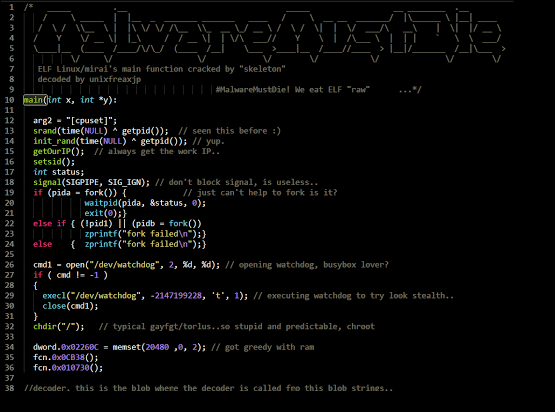 1 /*
2
3
4
5
6
7 ELF Linux/mirai's main function cracked by "skeleton"
8 decoded by unixfreaxjp
9 #MalwareMustDie! We eat ELF "raw" ...*/
10 main(int x, int *y):
11
12 arg2 = "[cpuset]";
13 srand(time(NULL) ^ getpid()); // seen this before :)
14 init_rand(time(NULL) ^ getpid()); // yup.
15 getOurIP(); // always get the work IP..
16 setsid();
17 int status;
18 signal(SIGPIPE, SIG_IGN); // don't block signal, is useless..
19 if (pida = fork()) { // just can't help to fork is it?
20 waitpid(pida, &status, 0);
21 exit(0);}
22 else if { (!pid1) || (pidb = fork())
23 zprintf("fork failed\n");}
24 else { zprintf("fork failed\n");}
25
26 cmd1 = open("/dev/watchdog", 2, %d, %d); // opening watchdog, busybox lover?
27 if ( cmd != -1 )
28 {
29 execl("/dev/watchdog", -2147199228, 't', 1); // executing watchdog to try look stealth..
30 close(cmd1);
31 }
32 chdir("/"); // typical gayfgt/torlus..so stupid and predictable, chroot
33
34 dword.0x02260C = memset(20480 ,0, 2); // got greedy with ram
35 fcn.0x0CB38();
36 fcn.0x010730();
37
38 //decoder. this is the blob where the decoder is called fro this blob strings..